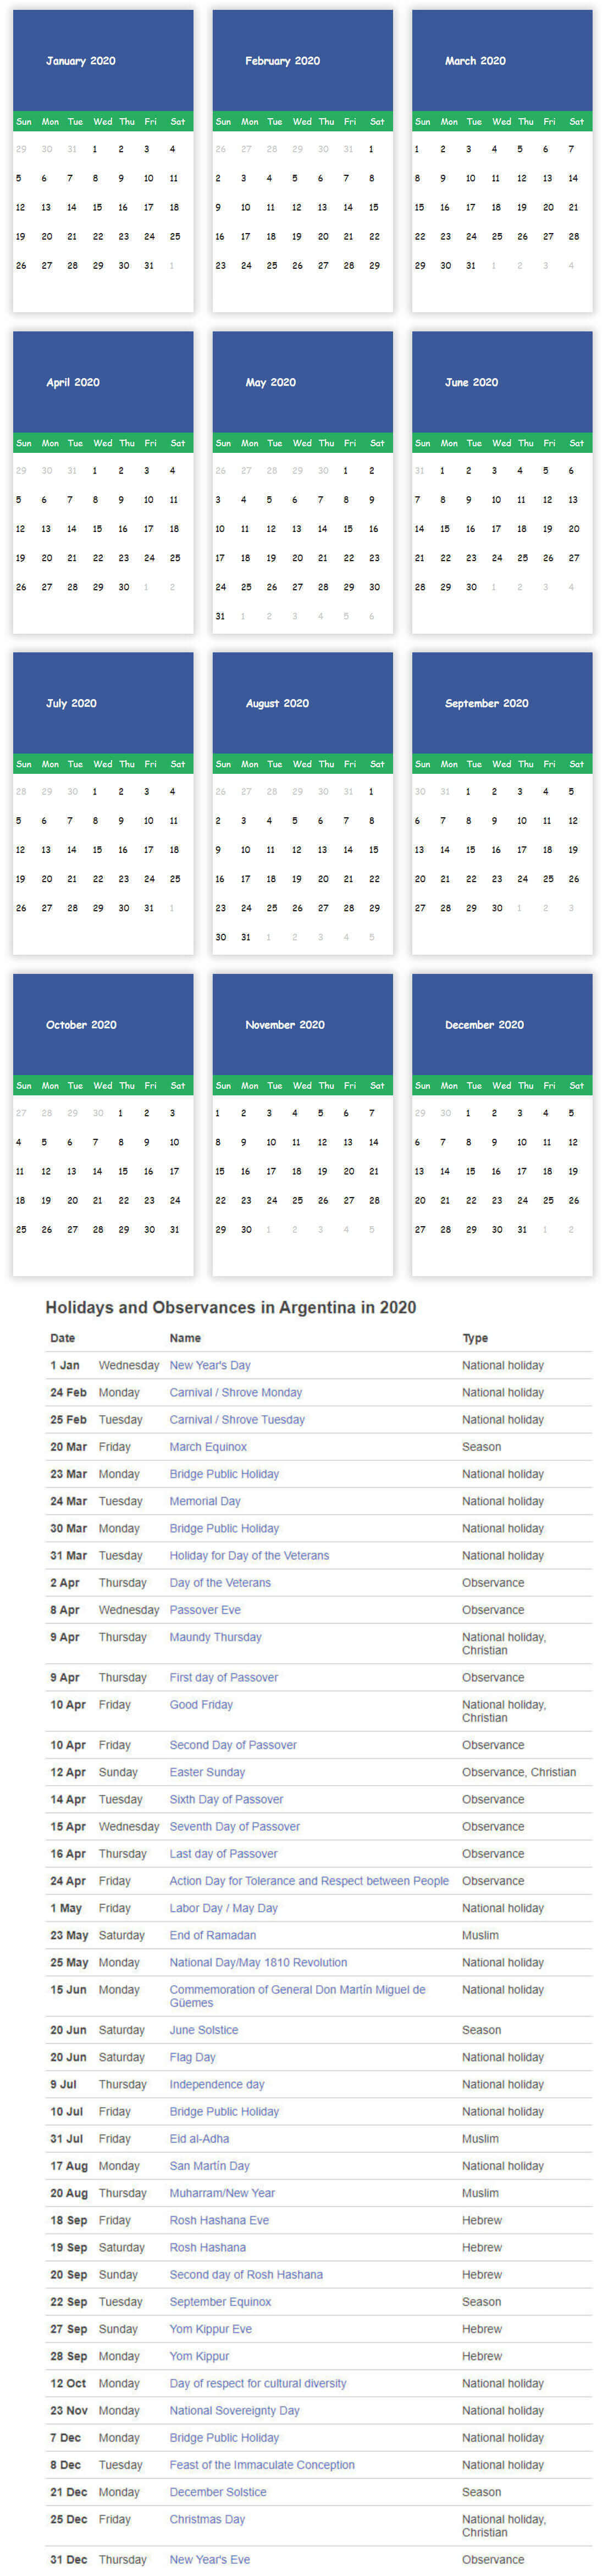 January 2020
Sun Mon Tue Wed Thu Fri Sat
29 30 31 1 2 3 4
5 6 7 8 9 10 11
12 13 14 15 16 17 18
19 20 21 22 23 24 25
26 27 28 29 30 31 1
February 2020
Sun Mon Tue Wed Thu Fri Sat
26 27 28 29 30 31 1
2 3 4 5 6 7 8
9 10 11 12 13 14 15
16 17 18 19 20 21 22
23 24 25 26 27 28 29
March 2020
Sun Mon Tue Wed Thu Fri Sat
1 2 3 4 5 6 7
8 9 10 11 12 13 14
15 16 17 18 19 20 21
22 23 24 25 26 27 28
29 30 31 1 2 3 4
April 2020
Sun Mon Tue Wed Thu Fri Sat
29 30 31 1 2 3 4
5 6 7 8 9 10 11
12 13 14 15 16 17 18
19 20 21 22 23 24 25
26 27 28 29 30 1 2
May 2020
Sun Mon Tue Wed Thu Fri Sat
26 27 28 29 30 1 2
3 4 5 6 7 8 9
10 11 12 13 14 15 16
17 18 19 20 21 22 23
24 25 26 27 28 29 30
31 1 2 3 4 5 6
June 2020
Sun Mon Tue Wed Thu Fri Sat
31 1 2 3 4 5 6
7 8 9 10 11 12 13
14 15 16 17 18 19 20
21 22 23 24 25 26 27
28 29 30 1 2 3 4
July 2020
Sun Mon Tue Wed Thu Fri Sat
28 29 30 1 2 3 4
5 6 7 8 9 10 11
12 13 14 15 16 17 18
19 20 21 22 23 24 25
26 27 28 29 30 31 1
August 2020
Sun Mon Tue Wed Thu Fri Sat
26 27 28 29 30 31 1
2 3 4 5 6 7 8
9 10 11 12 13 14 15
16 17 18 19 20 21 22
23 24 25 26 27 28 29
30 31 1 2 3 4 5
September 2020
Sun Mon Tue Wed Thu Fri Sat
30 31 1 2 3 4 5
6 7 8 9 10 11 12
13 14 15 16 17 18 19
20 21 22 23 24 25 26
27 28 29 30 1 2 3
October 2020
Sun Mon Tue Wed Thu Fri Sat
27 28 29 30 1 2 3
4 5 6 7 8 9 10
11 12 13 14 15 16 17
18 19 20 21 22 23 24
25 26 27 28 29 30 31
November 2020
Sun Mon Tue Wed Thu Fri Sat
1 2 3 4 5 6 7
8 9 10 11 12 13 14
15 16 17 18 19 20 21
22 23 24 25 26 27 28
29 30 1 2 3 4 5
December 2020
Sun Mon Tue Wed Thu Fri Sat
29 30 1 2 3 4 5
6 7 8 9 10 11 12
13 14 15 16 17 18 19
20 21 22 23 24 25 26
27 28 29 30 31 1 2
Holidays and Observances in Argentina in 2020
Date Name Type
1 Jan Wednesday New Year's Day National holiday
24 Feb Monday Carnival / Shrove Monday National holiday
25 Feb Tuesday Carnival / Shrove Tuesday National holiday
20 Mar Friday March Equinox Season
23 Mar Monday Bridge Public Holiday National holiday
24 Mar Tuesday Memorial Day National holiday
30 Mar Monday Bridge Public Holiday National holiday
31 Mar Tuesday Holiday for Day of the Veterans National holiday
2 Apr Thursday Day of the Veterans Observance
8 Apr Wednesday Passover Eve Observance
9 Apr Thursday Maundy Thursday National holiday,
Christian
9 Apr Thursday First day of Passover Observance
10 Apr Friday Good Friday National holiday,
Christian
10 Apr Friday Second Day of Passover Observance
12 Apr Sunday Easter Sunday Observance, Christian
14 Apr Tuesday Sixth Day of Passover Observance
15 Apr Wednesday Seventh Day of Passover Observance
16 Apr Thursday Last day of Passover Observance
24 Apr Friday Action Day for Tolerance and Respect between People Observance
1 May Friday Labor Day / May Day National holiday
23 May Saturday End of Ramadan Muslim
25 May Monday National Day/May 1810 Revolution National holiday
15 Jun Monday Commemoration of General Don Martín Miguel de National holiday
Güemes
20 Jun Saturday June Solstice Season
20 Jun Saturday Flag Day National holiday
9 Jul Thursday Independence day National holiday
10 Jul Friday Bridge Public Holiday National holiday
31 Jul Friday Eid al-Adha Muslim
17 Aug Monday San Martín Day National holiday
20 Aug Thursday Muharram/New Year Muslim
18 Sep Friday Rosh Hashana Eve Hebrew
19 Sep Saturday Rosh Hashana Hebrew
20 Sep Sunday Second day of Rosh Hashana Hebrew
22 Sep Tuesday September Equinox Season
27 Sep Sunday Yom Kippur Eve Hebrew
28 Sep Monday Yom Kippur Hebrew
12 Oct Monday Day of respect for cultural diversity National holiday
23 Nov Monday National Sovereignty Day National holiday
7 Dec Monday Bridge Public Holiday National holiday
8 Dec Tuesday Feast of the Immaculate Conception National holiday
21 Dec Monday December Solstice Season
25 Dec Friday Christmas Day National holiday,
Christian
31 Dec Thursday New Year's Eve Observance